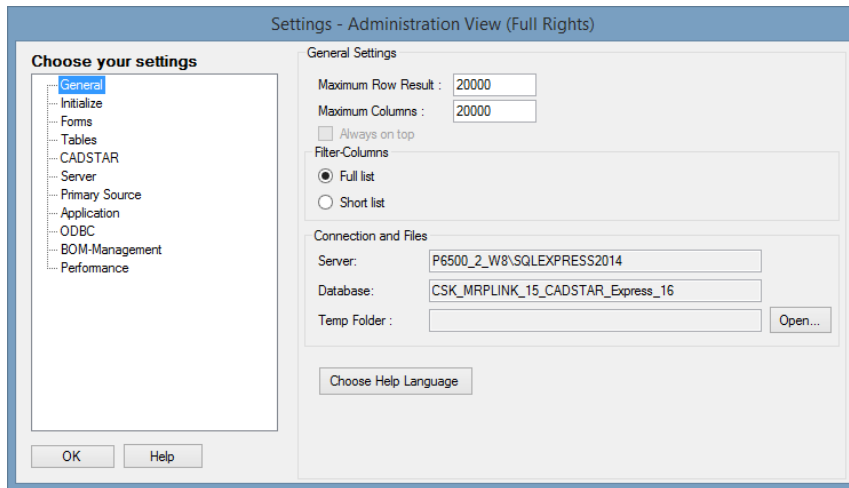 Settings - Administration View (Full Rights)
Choose your settings
General
Initialize
Forms
Tables
CADSTAR
Server
Primary Source
Application
ODBC
BOM-Management
Performance
OK
Help
General Settings
Maximum Row Result : 20000
Maximum Columns : 20000
Always on top
Filter-Columns
Full list
Short list
Connection and Files
Server: P6500_2_W8\SQLEXPRESS2014
Database: CSK_MRPLINK_15_CADSTAR_Express_16
Temp Folder : Open...
Choose Help Language